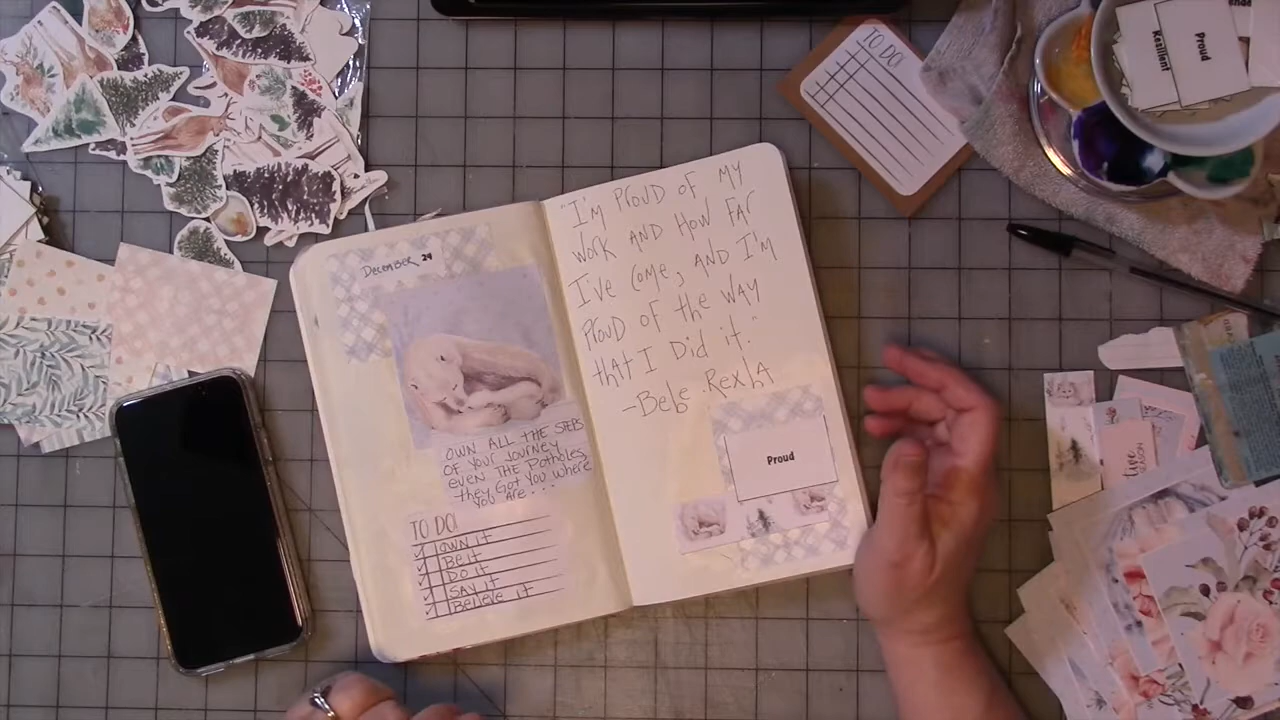 December 29
OWN ALL THE STEPS
OF YOUR JOURNEY
EVEN THE Potholes,
they Got You where
You Are...
TO DO!
OWN it
Be it
Do it
SAY it
Believe it
"I'M PROUD OF MY
WORK AND HOW FAR
I'VE COME, AND I'M
PROUD OF the WAY
that I Did it."
-Bebe RexhA
Proud
TO DO!
Resilient
Proud